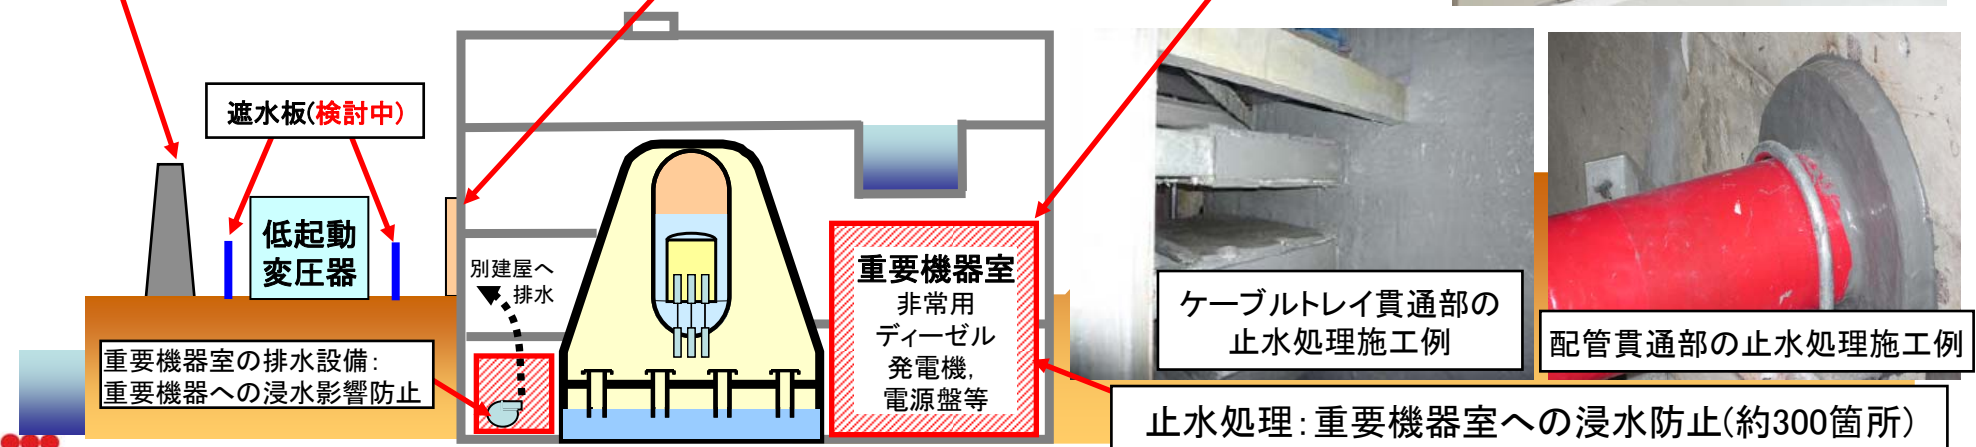 遮水板(検討中)
低起動
変圧器
別建屋へ
排水
重要機器室
非常用
ディーゼル
発電機，
電源盤等
重要機器室の排水設備：
重要機器への浸水影響防止
ケーブルトレイ貫通部の
止水処理施工例
配管貫通部の止水処理施工例
止水処理：重要機器室への浸水防止(約300箇所)